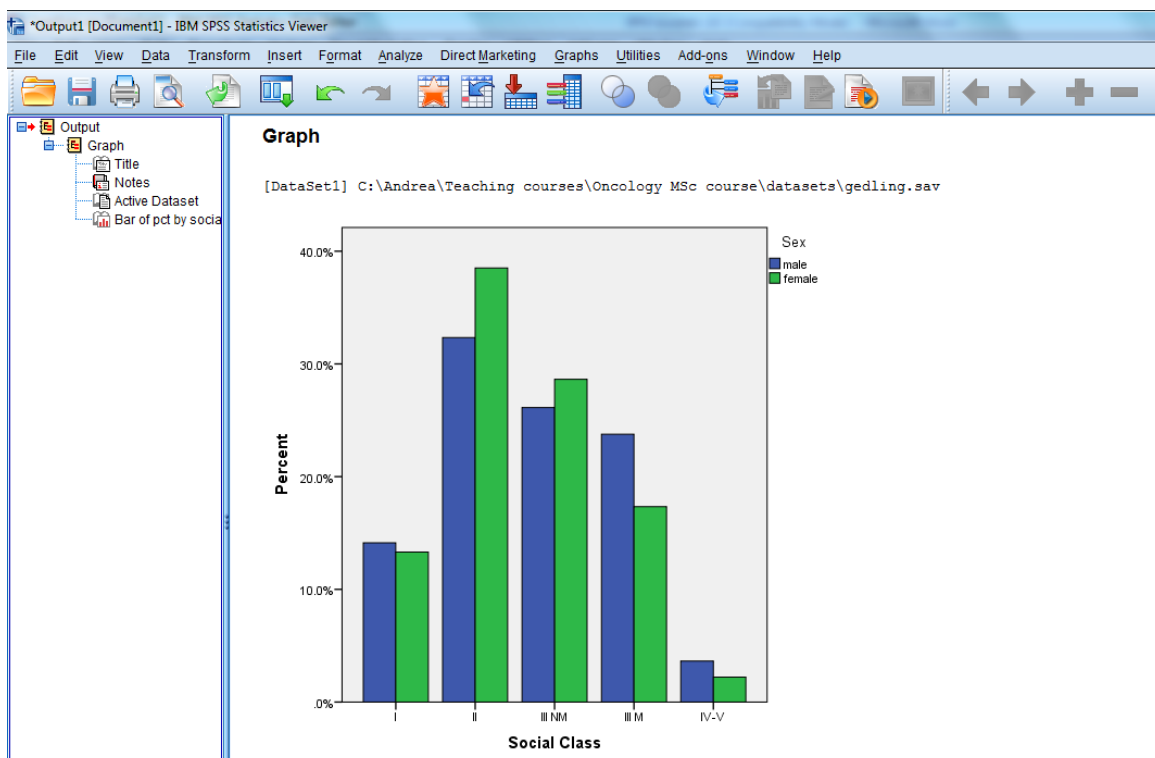 *Output1 [Document1] - IBM SPSS Statistics Viewer
File Edit View Data Transform Insert Format Analyze Direct Marketing Graphs Utilities Add-ons Window Help
Output
Graph
Title
Notes
Active Dataset
Bar of pct by socia
Graph
[DataSet1] C:\Andrea\Teaching courses\Oncology MSc course\datasets\gedling.sav
Sex
male
female
40.0%
30.0%
20.0%
10.0%
.0%
Percent
I II III NM III M IV-V
Social Class